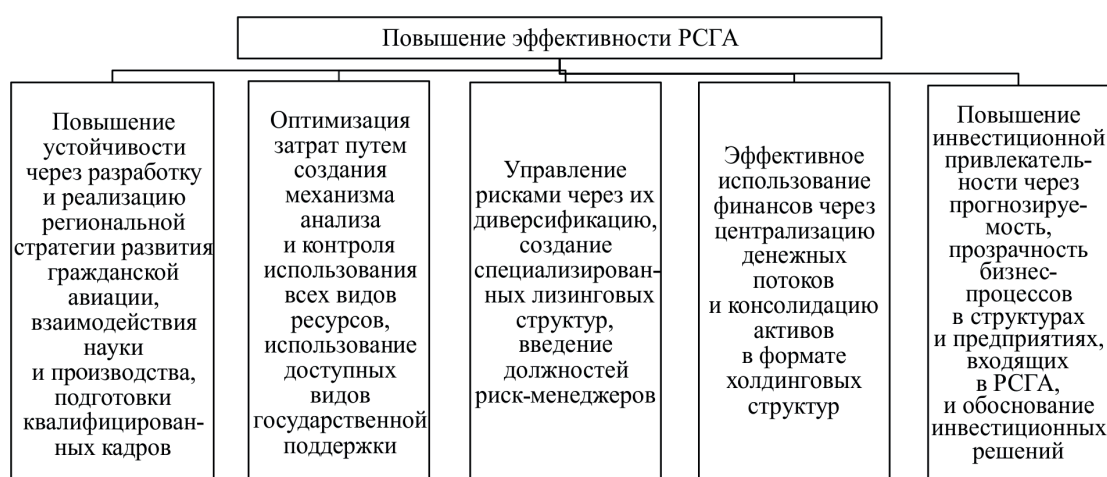 Повышение эффективности РСГА
Повышение
устойчивости
через разработку
и реализацию
региональной
стратегии развития
гражданской
авиации,
взаимодействия
науки
и производства,
подготовки
квалифицирован-
ных кадров
Оптимизация
затрат путем
создания
механизма
анализа
и контроля
использования
всех видов
ресурсов,
использование
доступных
видов
государственной
поддержки
Управление
рисками через их
диверсификацию,
создание
специализирован-
ных лизинговых
структур,
введение
должностей
риск-менеджеров
Эффективное
использование
финансов через
централизацию
денежных
потоков
и консолидацию
активов
в формате
холдинговых
структур
Повышение
инвестиционной
привлекатель-
ности через
прогнозируе-
мость,
прозрачность
бизнес-
процессов
в структурах
и предприятиях,
входящих
в РСГА,
и обоснование
инвестиционных
решений